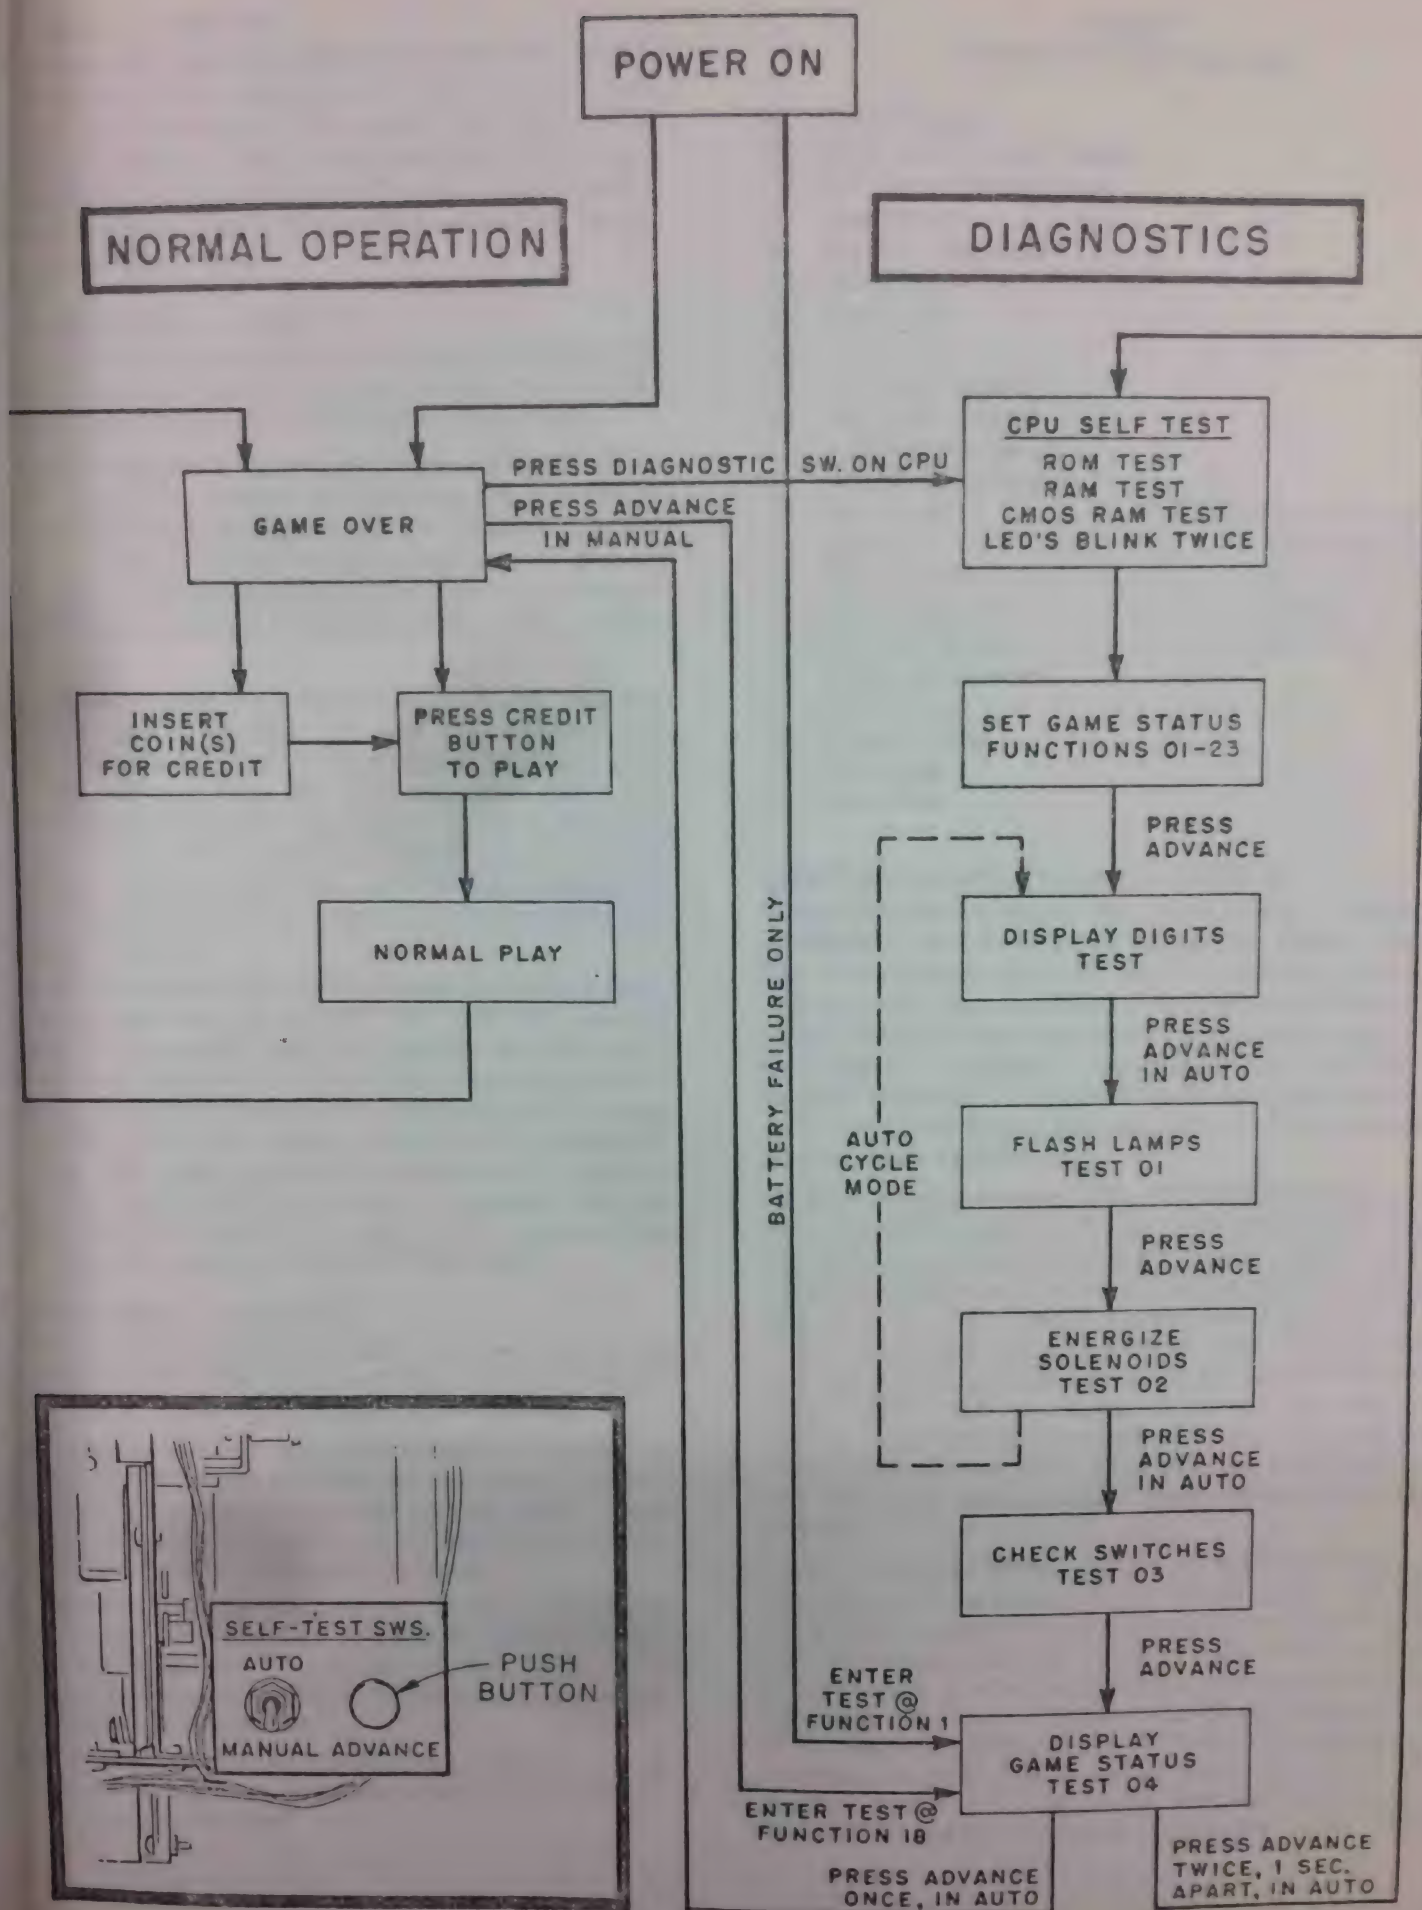 POWER ON
NORMAL OPERATION
DIAGNOSTICS
GAME OVER
PRESS DIAGNOSTIC SW. ON CPU
PRESS ADVANCE
IN MANUAL
CPU SELF TEST
ROM TEST
RAM TEST
CMOS RAM TEST
LED'S BLINK TWICE
INSERT
COIN(S)
FOR CREDIT
PRESS CREDIT
BUTTON
TO PLAY
SET GAME STATUS
FUNCTIONS 01-23
PRESS
ADVANCE
NORMAL PLAY
BATTERY FAILURE ONLY
DISPLAY DIGITS
TEST
PRESS
ADVANCE
IN AUTO
AUTO
CYCLE
MODE
FLASH LAMPS
TEST 01
PRESS
ADVANCE
ENERGIZE
SOLENOIDS
TEST 02
PRESS
ADVANCE
IN AUTO
CHECK SWITCHES
TEST 03
PRESS
ADVANCE
SELF-TEST SWS.
AUTO
MANUAL ADVANCE
PUSH
BUTTON
ENTER
TEST @
FUNCTION 1
DISPLAY
GAME STATUS
TEST 04
ENTER TEST @
FUNCTION 18
PRESS ADVANCE
ONCE, IN AUTO
PRESS ADVANCE
TWICE, 1 SEC.
APART, IN AUTO